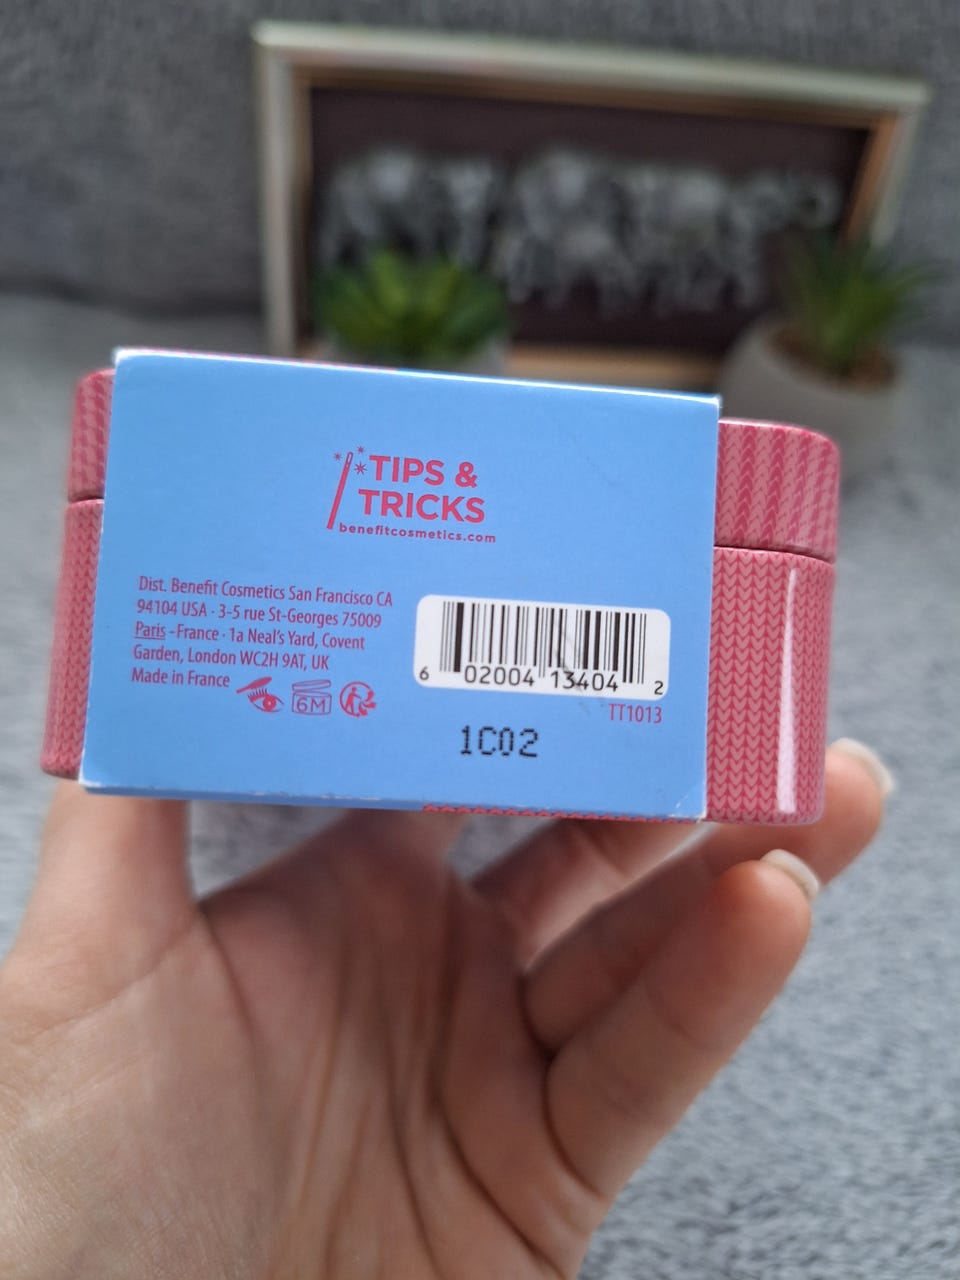 TIPS &
TRICKS
benefitcosmetics.com
Dist. Benefit Cosmetics San Francisco CA
94104 USA · 3-5 rue St-Georges 75009
Paris - France · 1a Neal's Yard, Covent
Garden, London WC2H 9AT, UK
Made in France
6M
6 02004 13404 2
TT1013
1C02